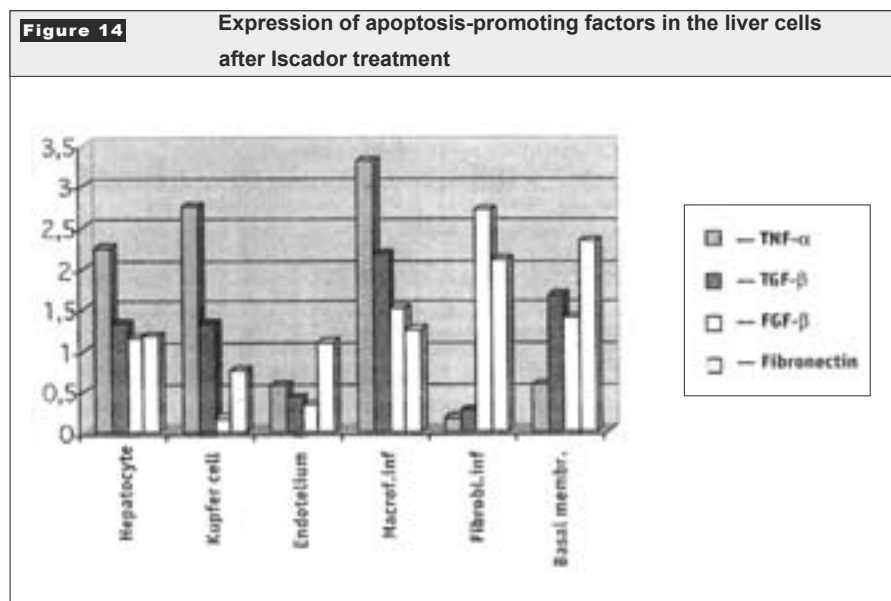 Figure 14
Expression of apoptosis-promoting factors in the liver cells
after Iscador treatment
3,5
3
2,5
2
1,5
1
0,5
0
Hepatocyte
Kupfer cell
Endotelium
Macrof.inf
Fibrobl.inf
Basal membr.
— TNF-α
— TGF-β
— FGF-β
— Fibronectin